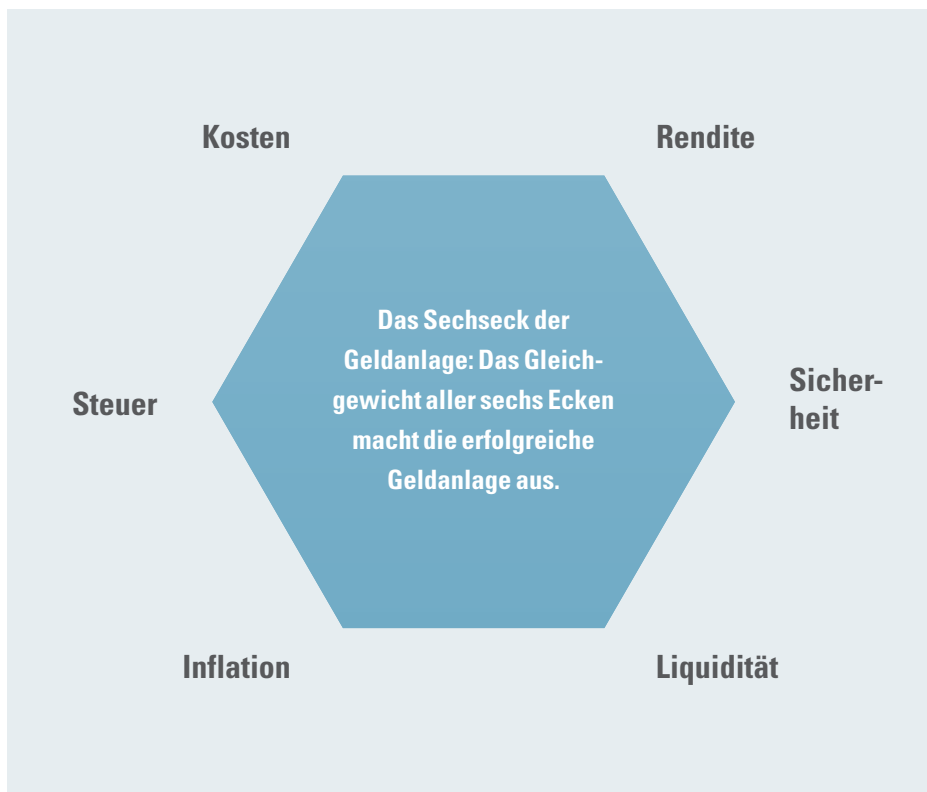 Kosten
Rendite
Das Sechseck der
Geldanlage: Das Gleich-
gewicht aller sechs Ecken
macht die erfolgreiche
Geldanlage aus.
Steuer
Sicher-
heit
Inflation
Liquidität